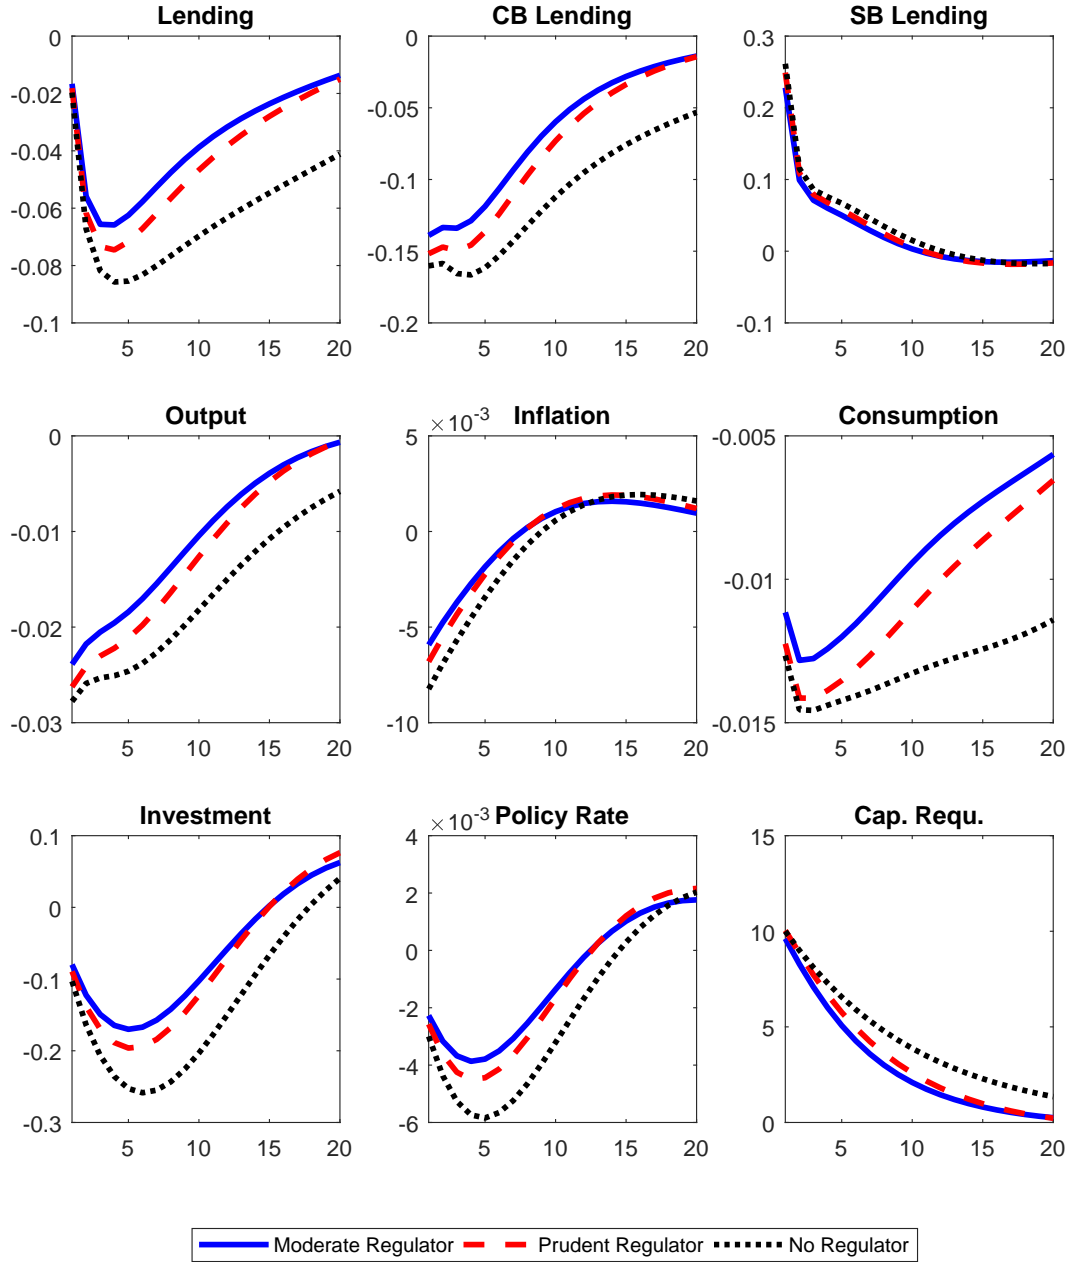 Lending CB Lending SB Lending
0 0 0.3
-0.02 -0.05 0.2
-0.04 -0.1 0.1
-0.06 -0.15 0
-0.08 -0.2 -0.1
-0.1
5 10 15 20 5 10 15 20 5 10 15 20
Output Inflation Consumption
×10-3
0 5 -0.005
-0.01 0 -0.01
-0.02 -5 -0.015
-0.03 -10
5 10 15 20 5 10 15 20 5 10 15 20
Investment Policy Rate Cap. Requ.
×10-3
0.1 4 15
0 2 10
-0.1 0 5
-0.2 -2 0
-0.3 -4
-6
5 10 15 20 5 10 15 20 5 10 15 20
Moderate Regulator Prudent Regulator No Regulator